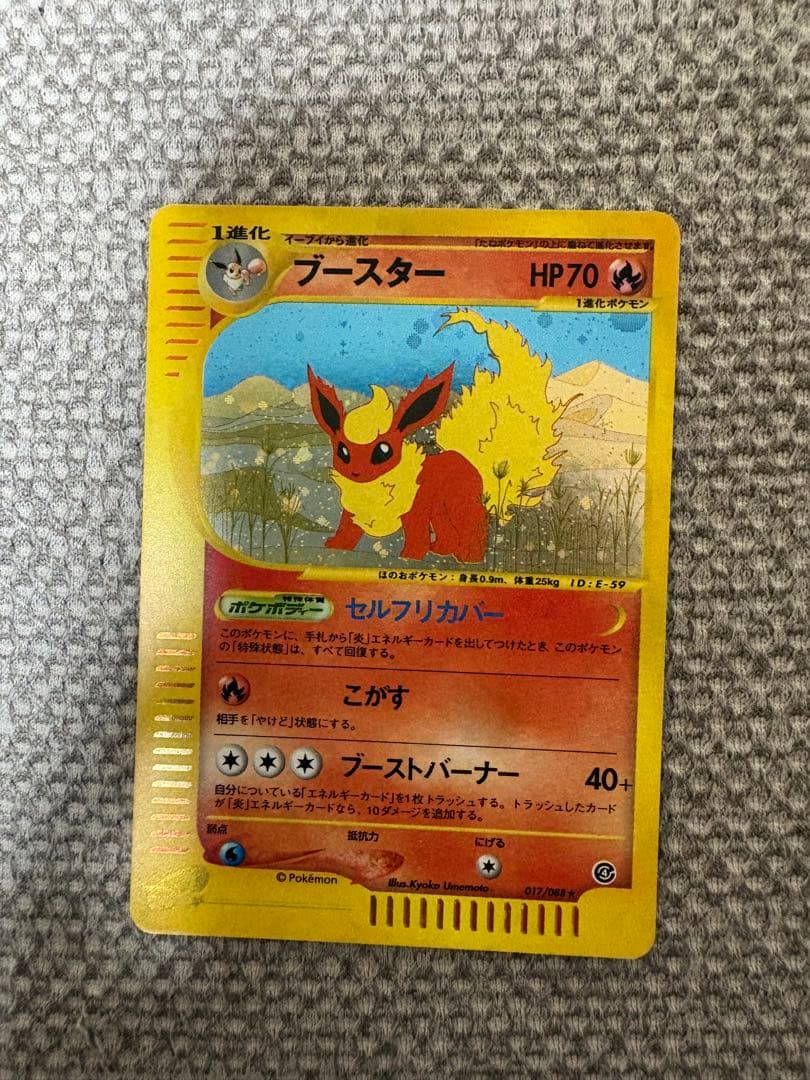 1進化 イーブイから進化 「たねポケモン」の上に重ねて進化させます。
ブースター HP70
1進化ポケモン
ほのおポケモン：身長0.9m、体重25kg ID:E-59
特殊体質
ポケボディー セルフリカバー
このポケモンに、手札から「炎」エネルギーカードを出してつけたとき、このポケモン
の「特殊状態」は、すべて回復する。
こがす
相手を「やけど」状態にする。
ブーストバーナー 40+
自分についている「エネルギーカード」を1枚トラッシュする。トラッシュしたカード
が「炎」エネルギーカードなら、10ダメージを追加する。
弱点 抵抗力 にげる
©Pokémon Illus.Kyoko Umemoto 017/088★ 4